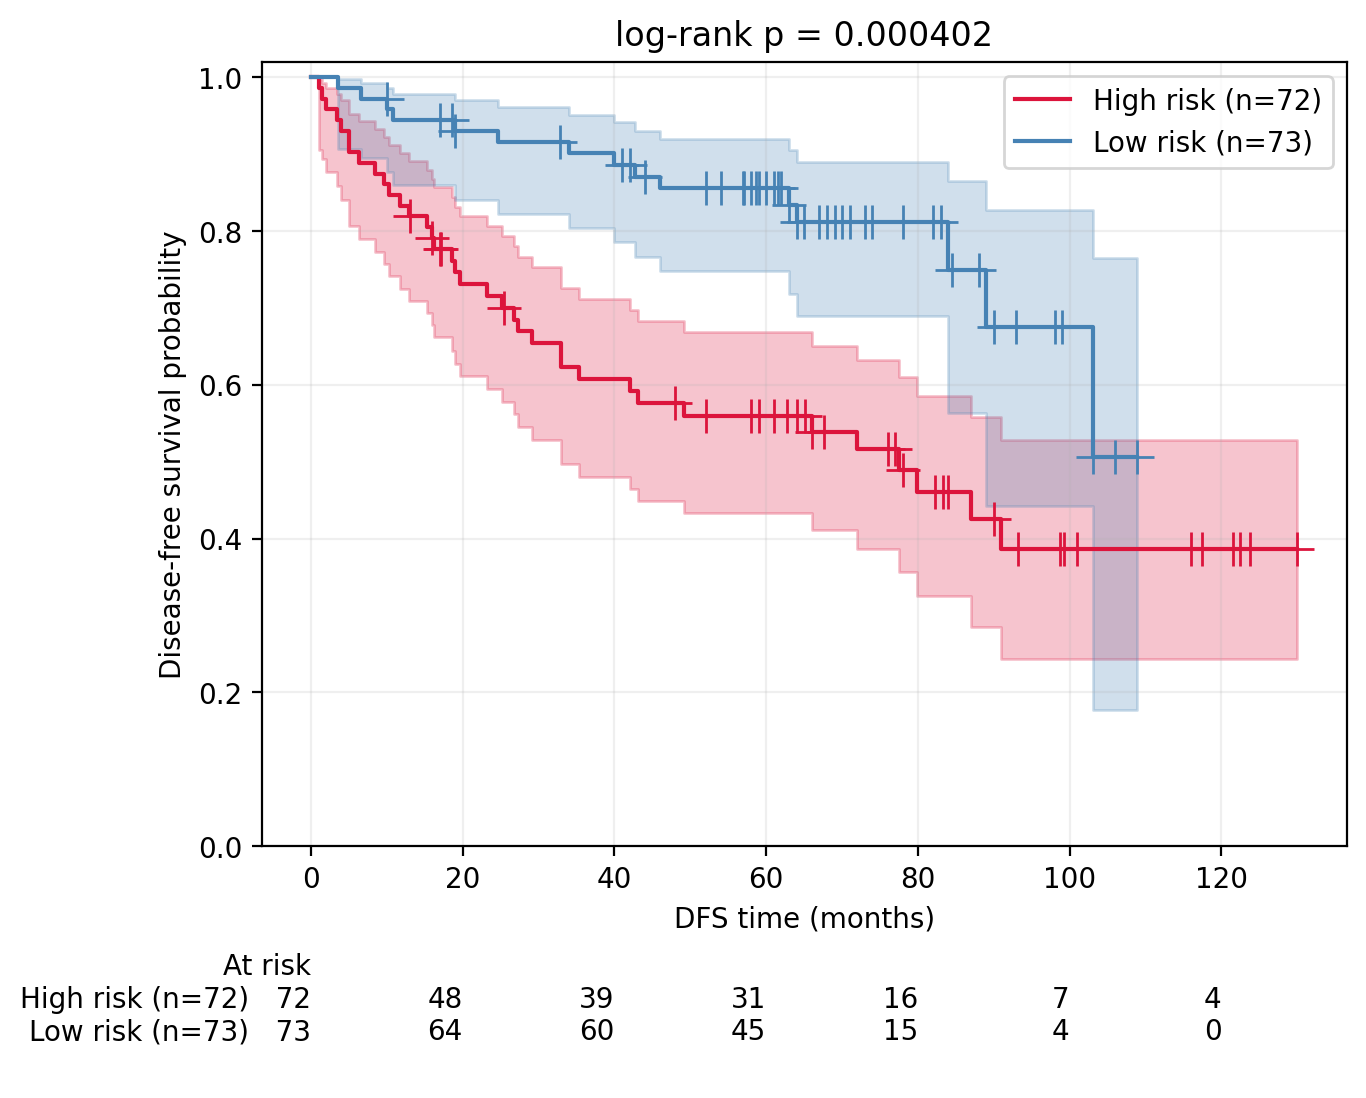 log-rank p = 0.000402
High risk (n=72)
Low risk (n=73)
Disease-free survival probability
1.0
0.8
0.6
0.4
0.2
0.0
0 20 40 60 80 100 120
DFS time (months)
At risk
High risk (n=72) 72 48 39 31 16 7 4
Low risk (n=73) 73 64 60 45 15 4 0